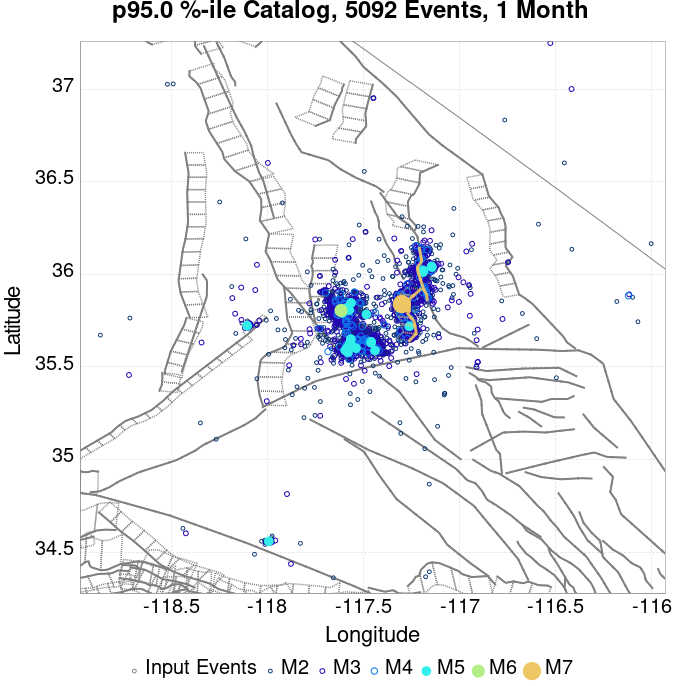 p95.0 %-ile Catalog, 5092 Events, 1 Month
37
36.5
36
35.5
35
34.5
Latitude
-118.5
-118
-117.5
-117
-116.5
-116
Longitude
Input Events
M2
M3
M4
M5
M6
M7